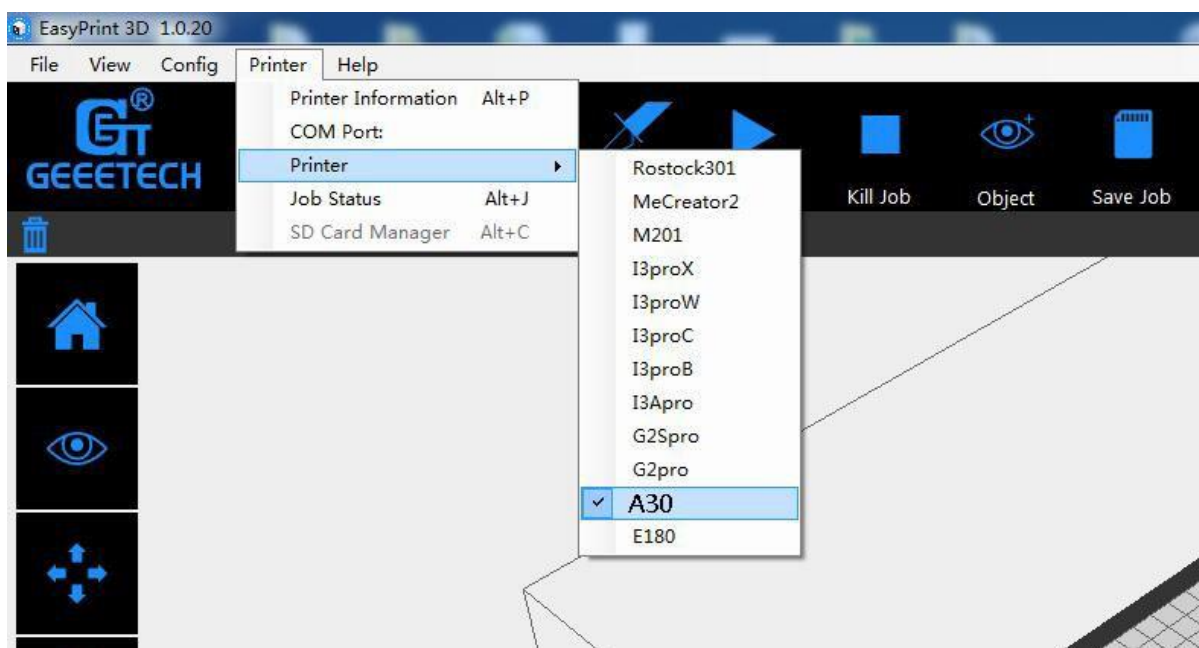 EasyPrint 3D 1.0.20
File View Config Printer Help
Printer Information Alt+P
COM Port:
Printer
Job Status Alt+J
SD Card Manager Alt+C
GT®
GEEETECH
Rostock301
MeCreator2
M201
I3proX
I3proW
I3proC
I3proB
I3Apro
G2Spro
G2pro
A30
E180
Kill Job
Object
Save Job